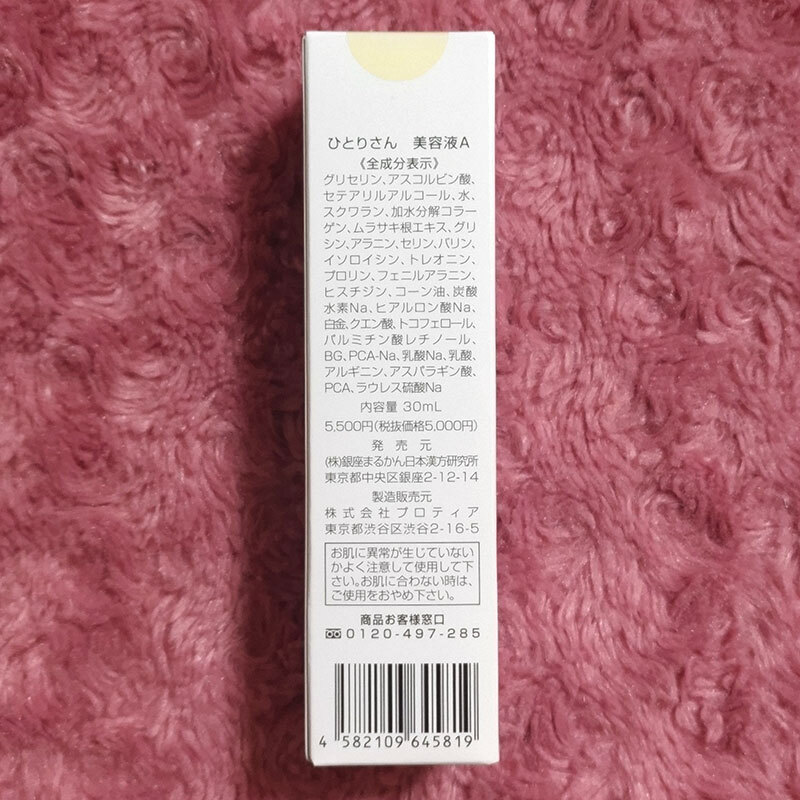 ひとりさん 美容液A
《全成分表示》
グリセリン、アスコルビン酸、
セテアリルアルコール、水、
スクワラン、加水分解コラー
ゲン、ムラサキ根エキス、グリ
シン、アラニン、セリン、バリン、
イソロイシン、トレオニン、
プロリン、フェニルアラニン、
ヒスチジン、コーン油、炭酸
水素Na、ヒアルロン酸Na、
白金、クエン酸、トコフェロール、
パルミチン酸レチノール、
BG、PCA-Na、乳酸Na、乳酸、
アルギニン、アスパラギン酸、
PCA、ラウレス硫酸Na
内容量 30mL
5,500円(税抜価格5,000円)
発売元
(株)銀座まるかん日本漢方研究所
東京都中央区銀座2-12-14
製造販売元
株式会社プロティア
東京都渋谷区渋谷2-16-5
お肌に異常が生じていない
かよく注意して使用して下
さい。お肌に合わない時は、
ご使用をおやめ下さい。
商品お客様窓口
0120-497-285
4 582109 645819